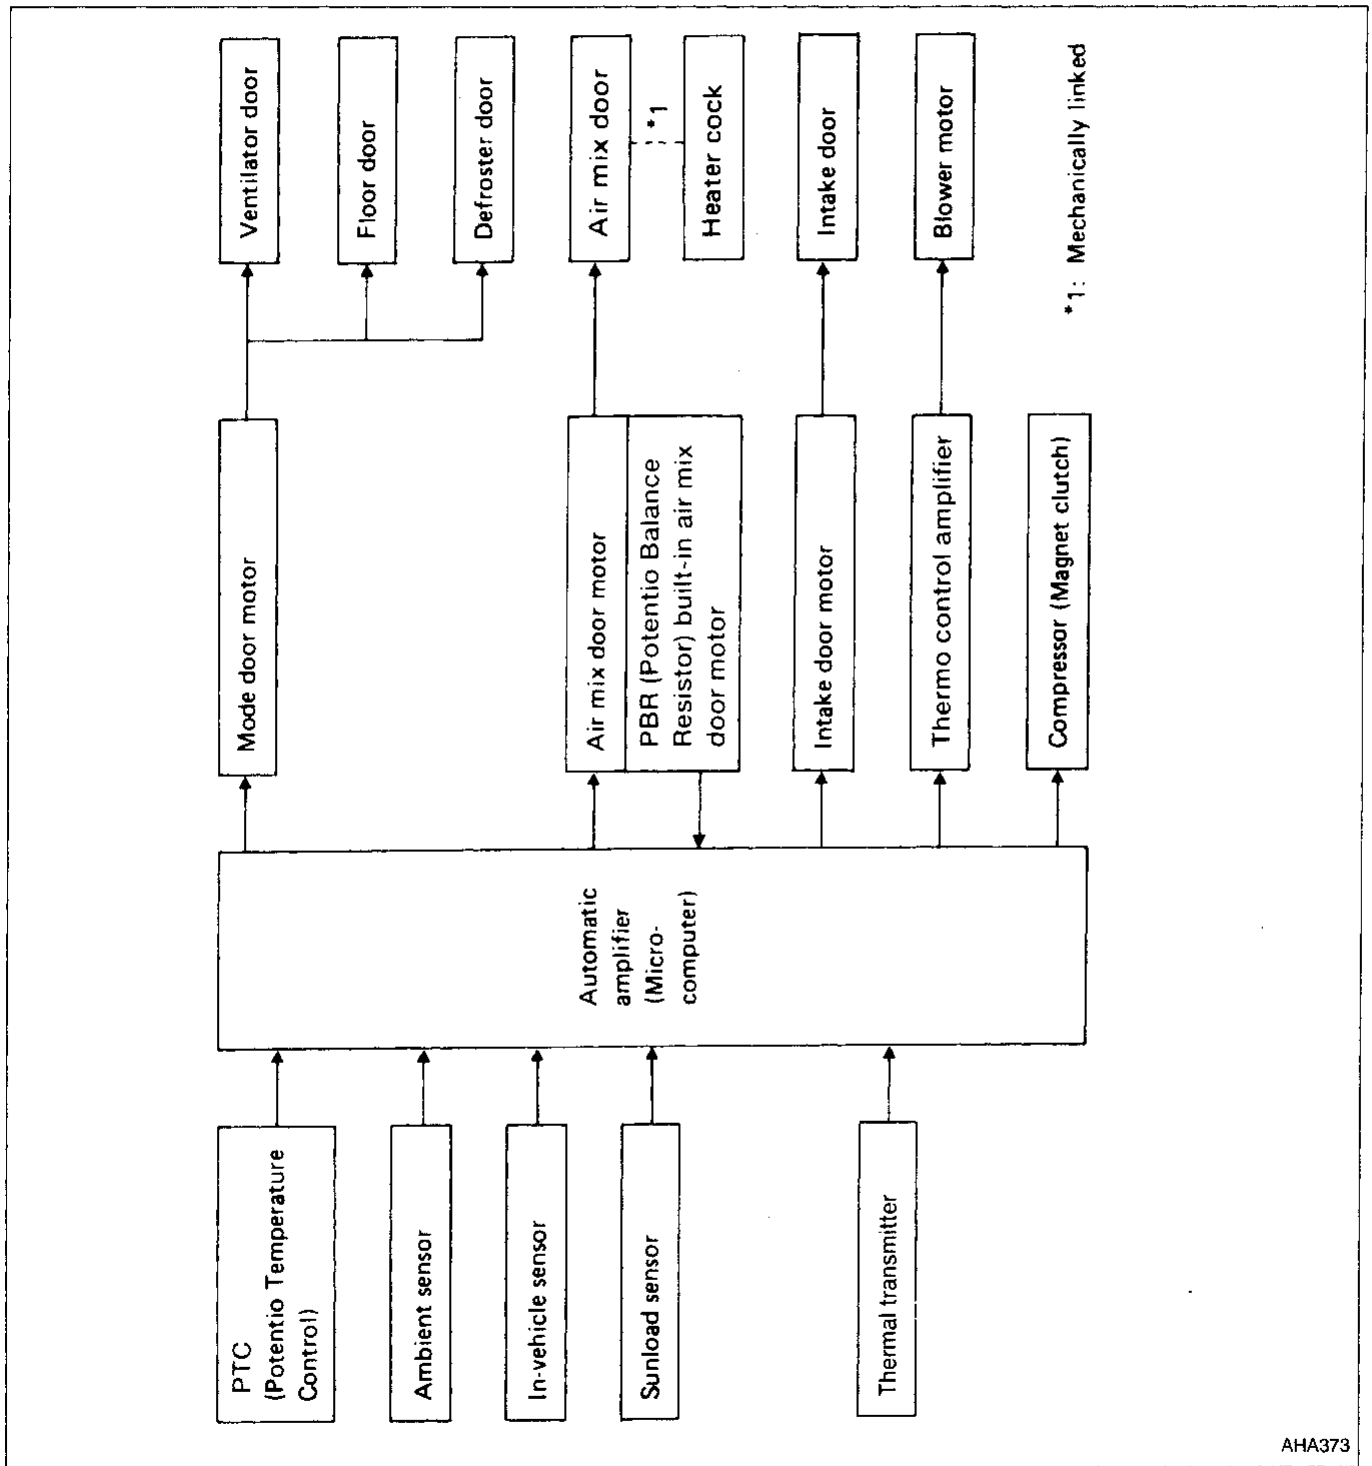 PTC
(Potentio Temperature
Control)
Ambient sensor
In-vehicle sensor
Sunload sensor
Thermal transmitter
Automatic
amplifier
(Micro-
computer)
Mode door motor
Air mix door motor
PBR (Potentio Balance
Resistor) built-in air mix
door motor
Intake door motor
Thermo control amplifier
Compressor (Magnet clutch)
Ventilator door
Floor door
Defroster door
Air mix door
*1
Heater cock
Intake door
Blower motor
*1: Mechanically linked
AHA373